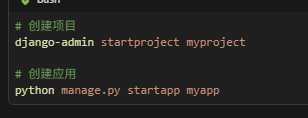 # 创建项目
django-admin startproject myproject
# 创建应用
python manage.py startapp myapp